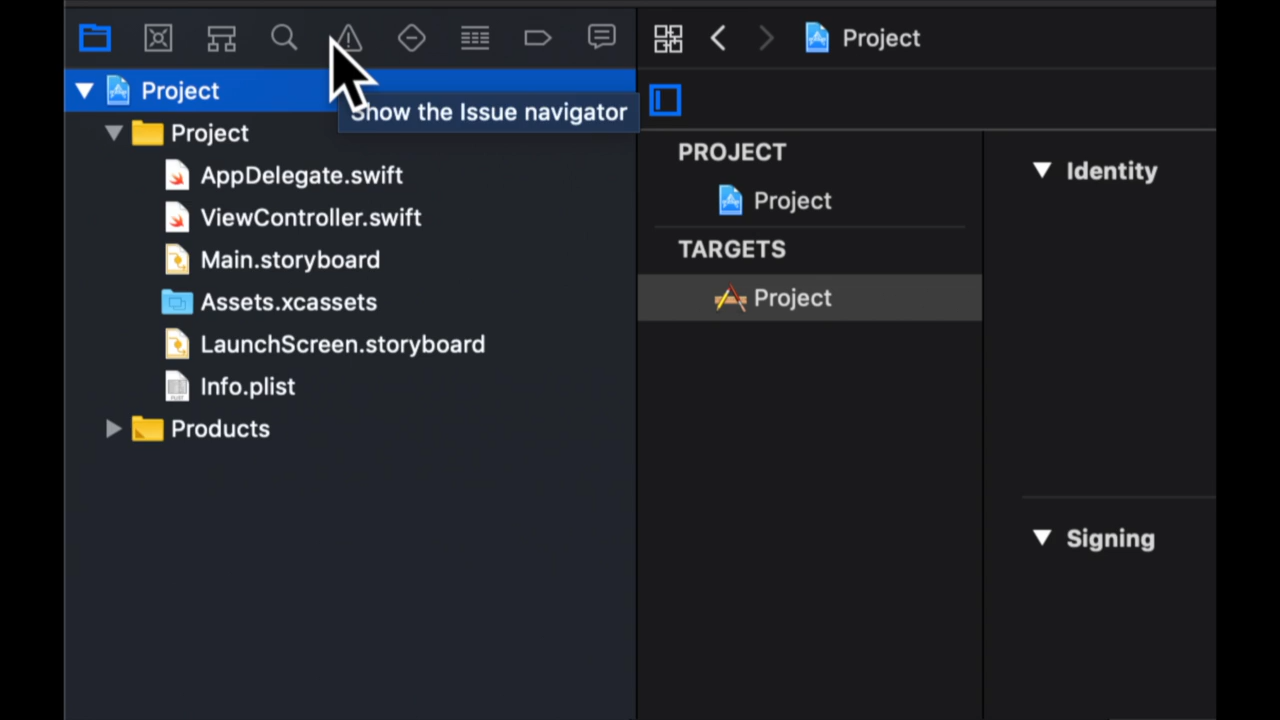 Project
Project
Show the Issue navigator
Project
AppDelegate.swift
ViewController.swift
Main.storyboard
Assets.xcassets
LaunchScreen.storyboard
Info.plist
Products
PROJECT
Project
TARGETS
Project
Identity
Signing